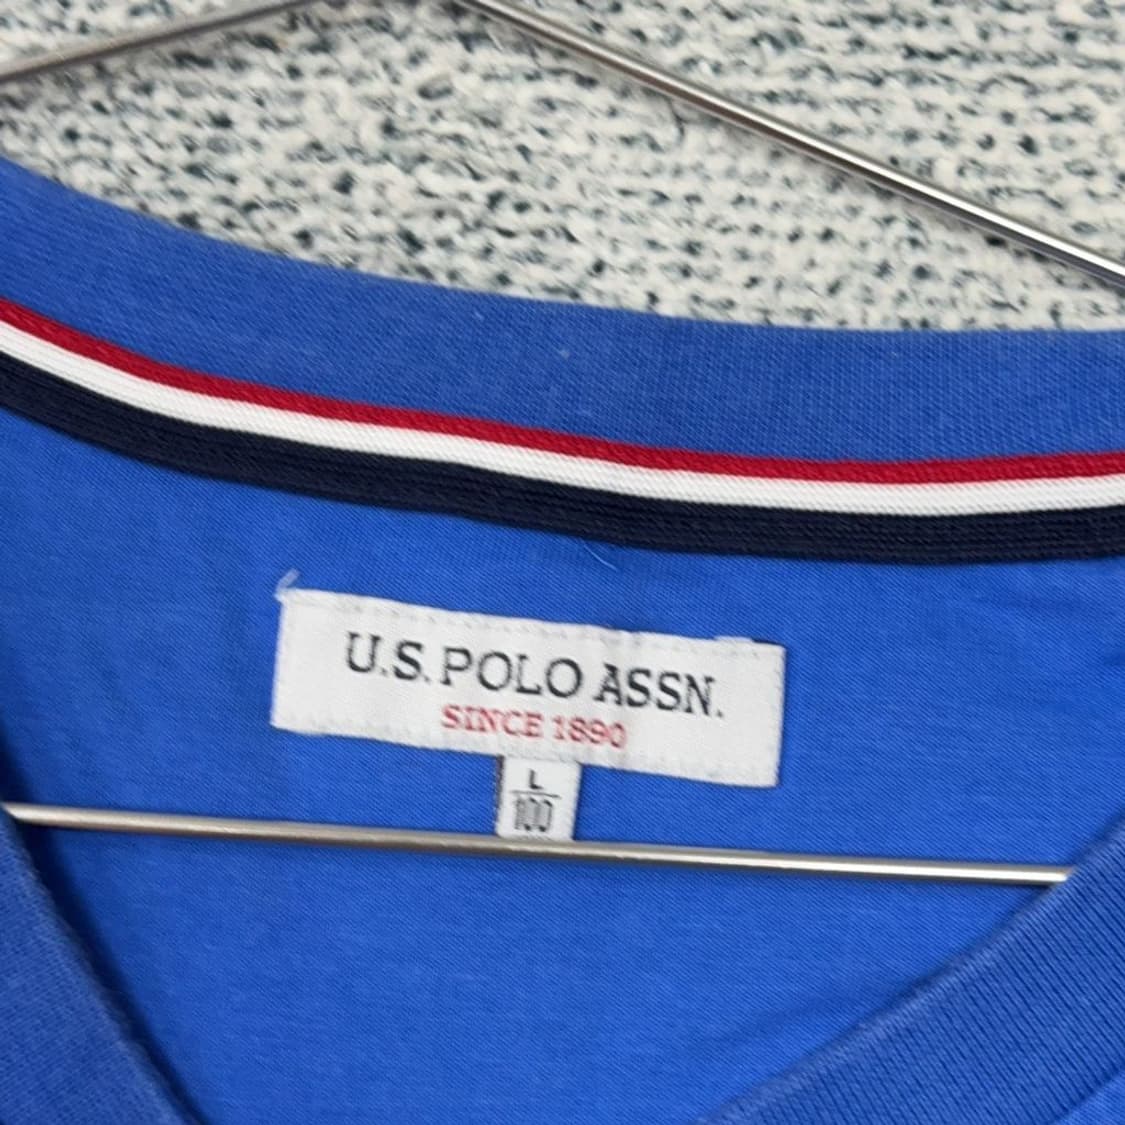 U.S. POLO ASSN.
SINCE 1890
L
100